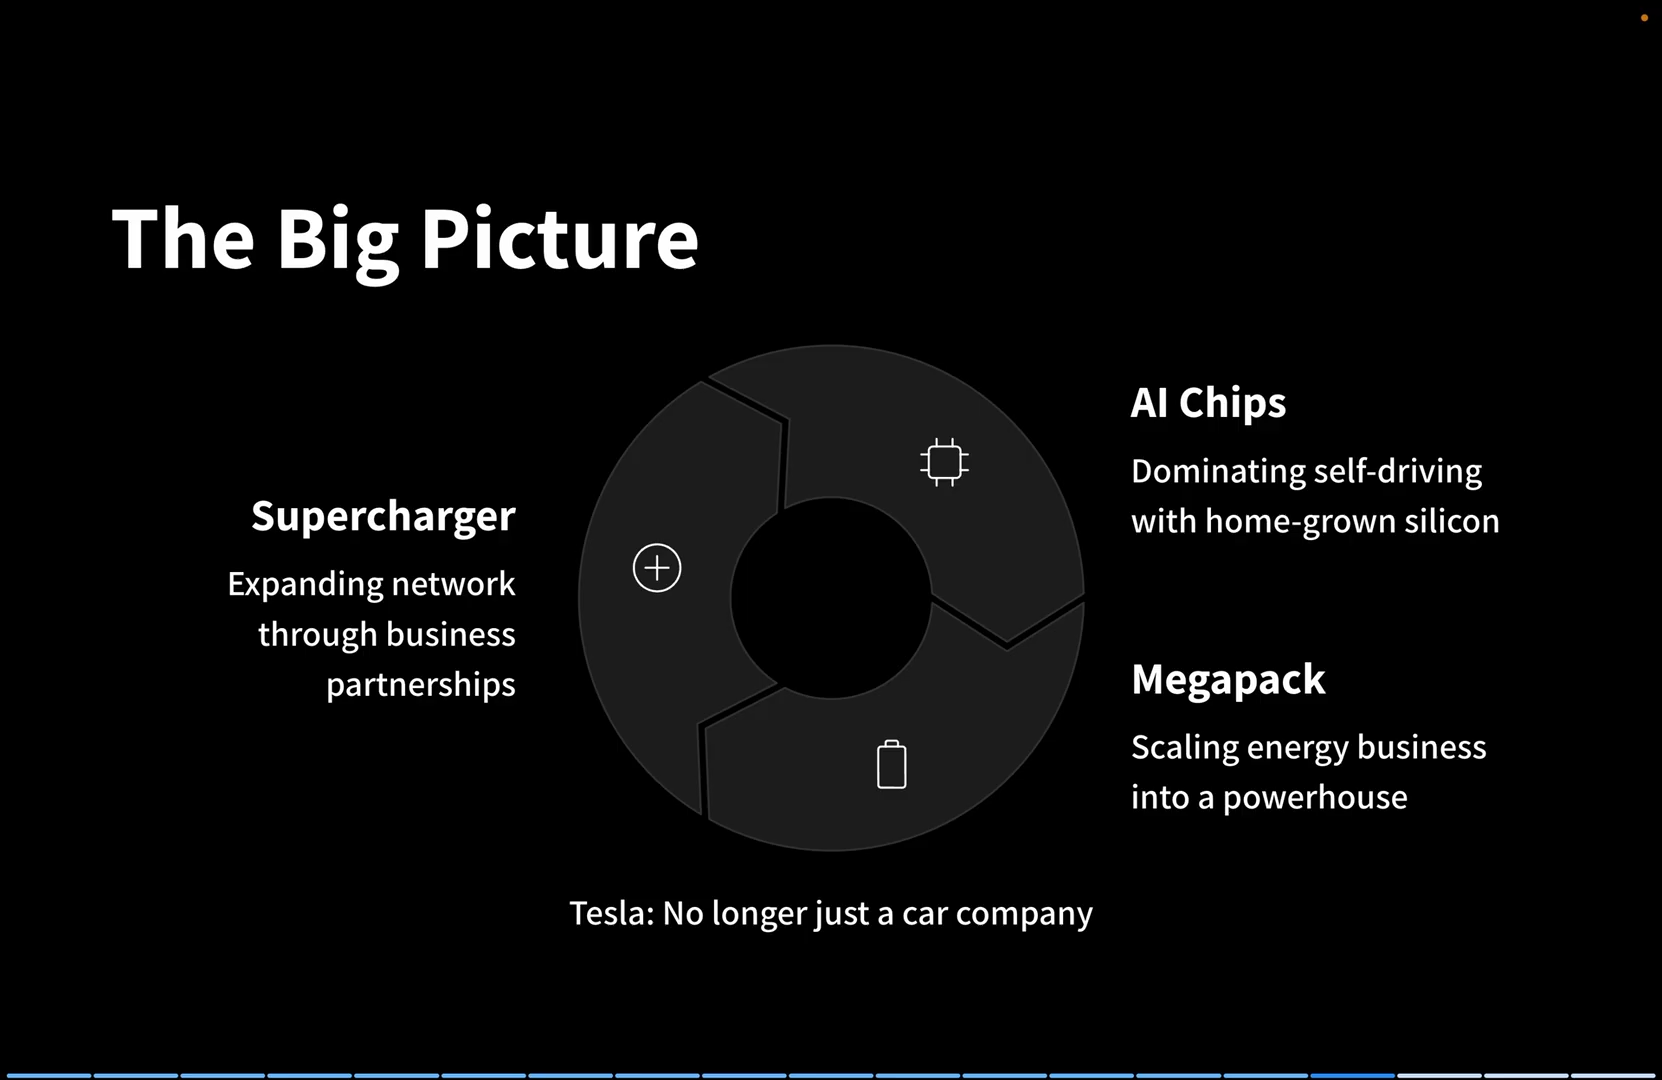 The Big Picture
Supercharger
Expanding network
through business
partnerships
AI Chips
Dominating self-driving
with home-grown silicon
Megapack
Scaling energy business
into a powerhouse
Tesla: No longer just a car company